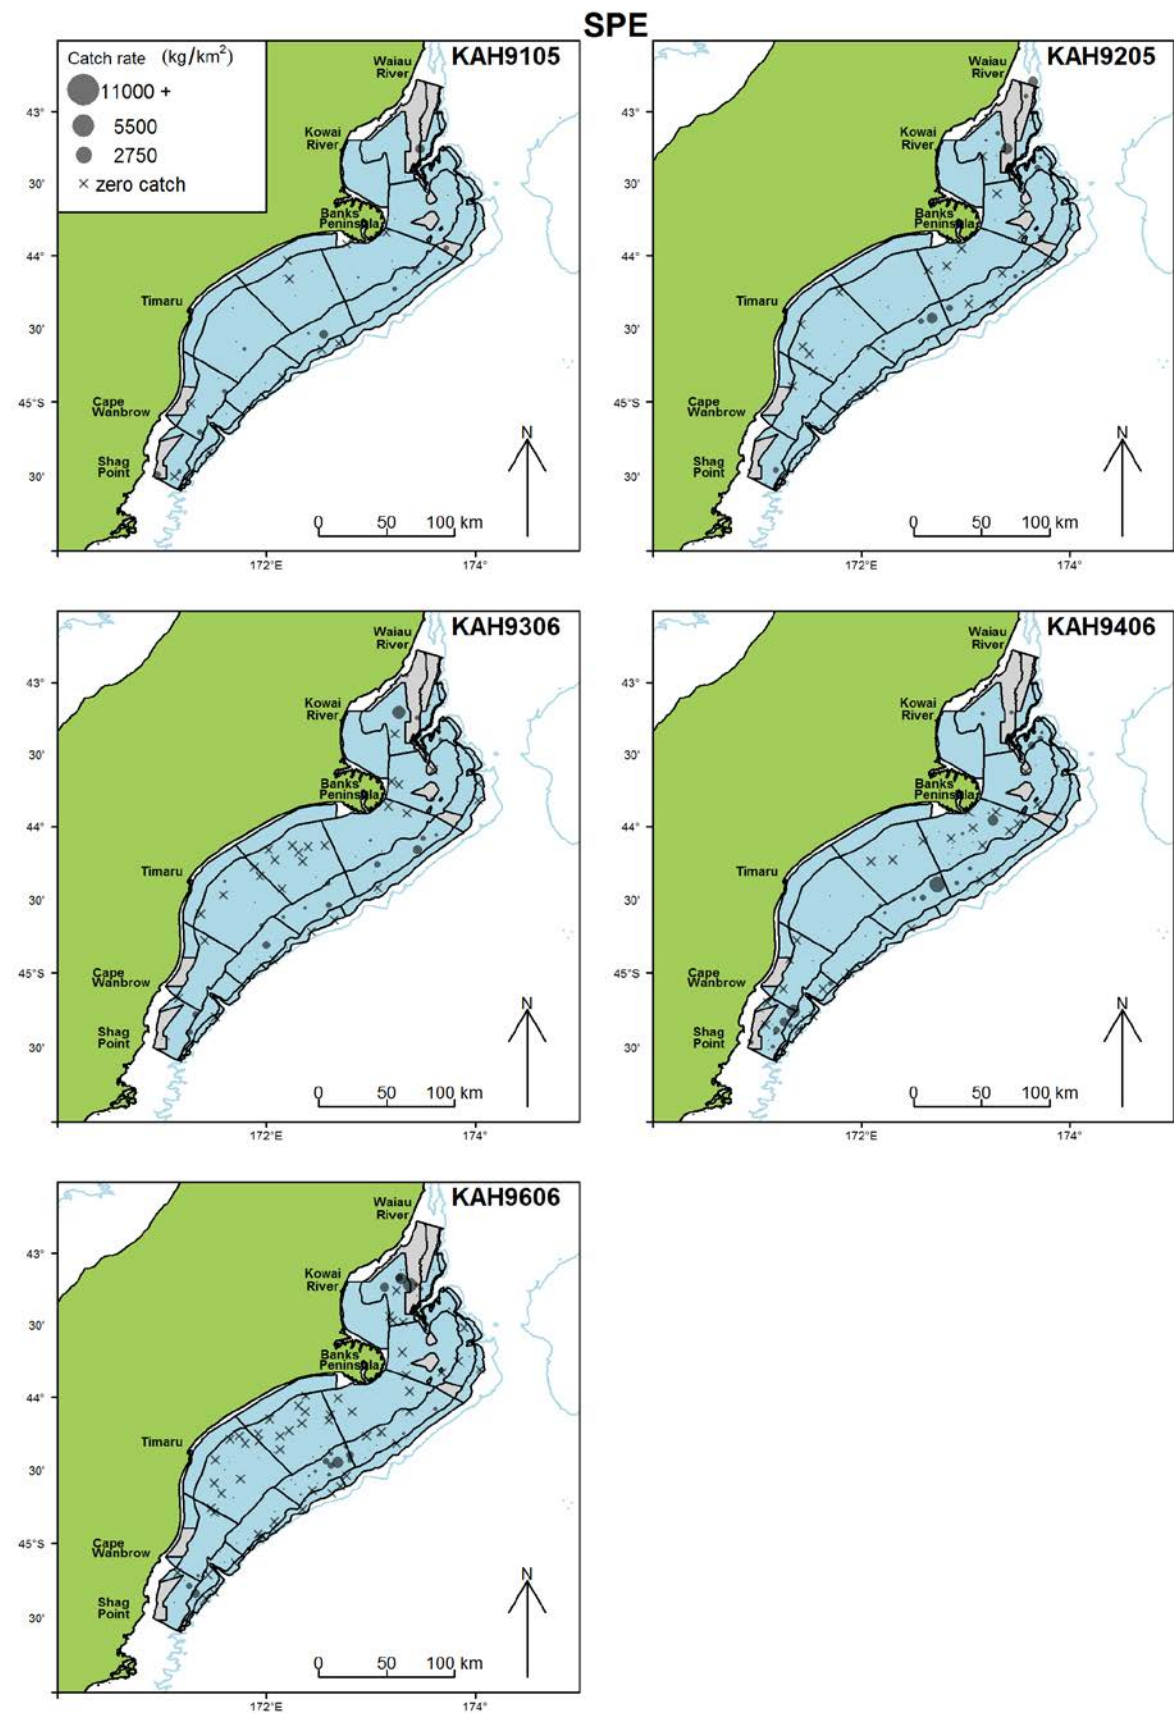 SPE
KAH9105
Catch rate (kg/km²)
11000 +
5500
2750
× zero catch
Waiau
River
43°
Kowai
River
30'
Banks
Peninsula
44°
Timaru
30'
Cape
Wanbrow
45°S
Shag
Point
30'
N
0 50 100 km
172°E 174°
KAH9205
Waiau
River
43°
Kowai
River
30'
Banks
Peninsula
44°
Timaru
30'
Cape
Wanbrow
45°S
Shag
Point
30'
N
0 50 100 km
172°E 174°
KAH9306
Waiau
River
43°
Kowai
River
30'
Banks
Peninsula
44°
Timaru
30'
Cape
Wanbrow
45°S
Shag
Point
30'
N
0 50 100 km
172°E 174°
KAH9406
Waiau
River
43°
Kowai
River
30'
Banks
Peninsula
44°
Timaru
30'
Cape
Wanbrow
45°S
Shag
Point
30'
N
0 50 100 km
172°E 174°
KAH9606
Waiau
River
43°
Kowai
River
30'
Banks
Peninsula
44°
Timaru
30'
Cape
Wanbrow
45°S
Shag
Point
30'
N
0 50 100 km
172°E 174°